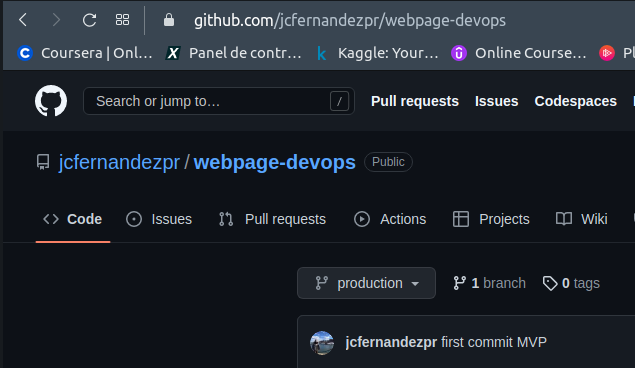 github.com/jcfernandezpr/webpage-devops
Coursera | Onl… Panel de contr… Kaggle: Your… Online Course…
Search or jump to… / Pull requests Issues Codespaces
jcfernandezpr / webpage-devops Public
Code Issues Pull requests Actions Projects Wiki
production 1 branch 0 tags
jcfernandezpr first commit MVP